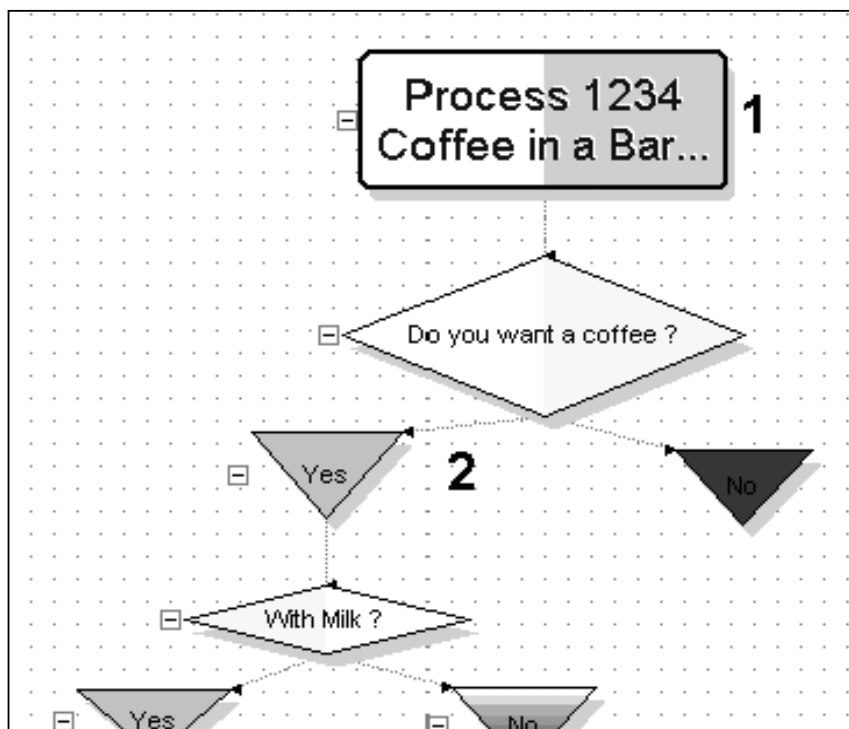 Process 1234
Coffee in a Bar...
1
Do you want a coffee ?
Yes
2
No
With Milk ?
Yes
No